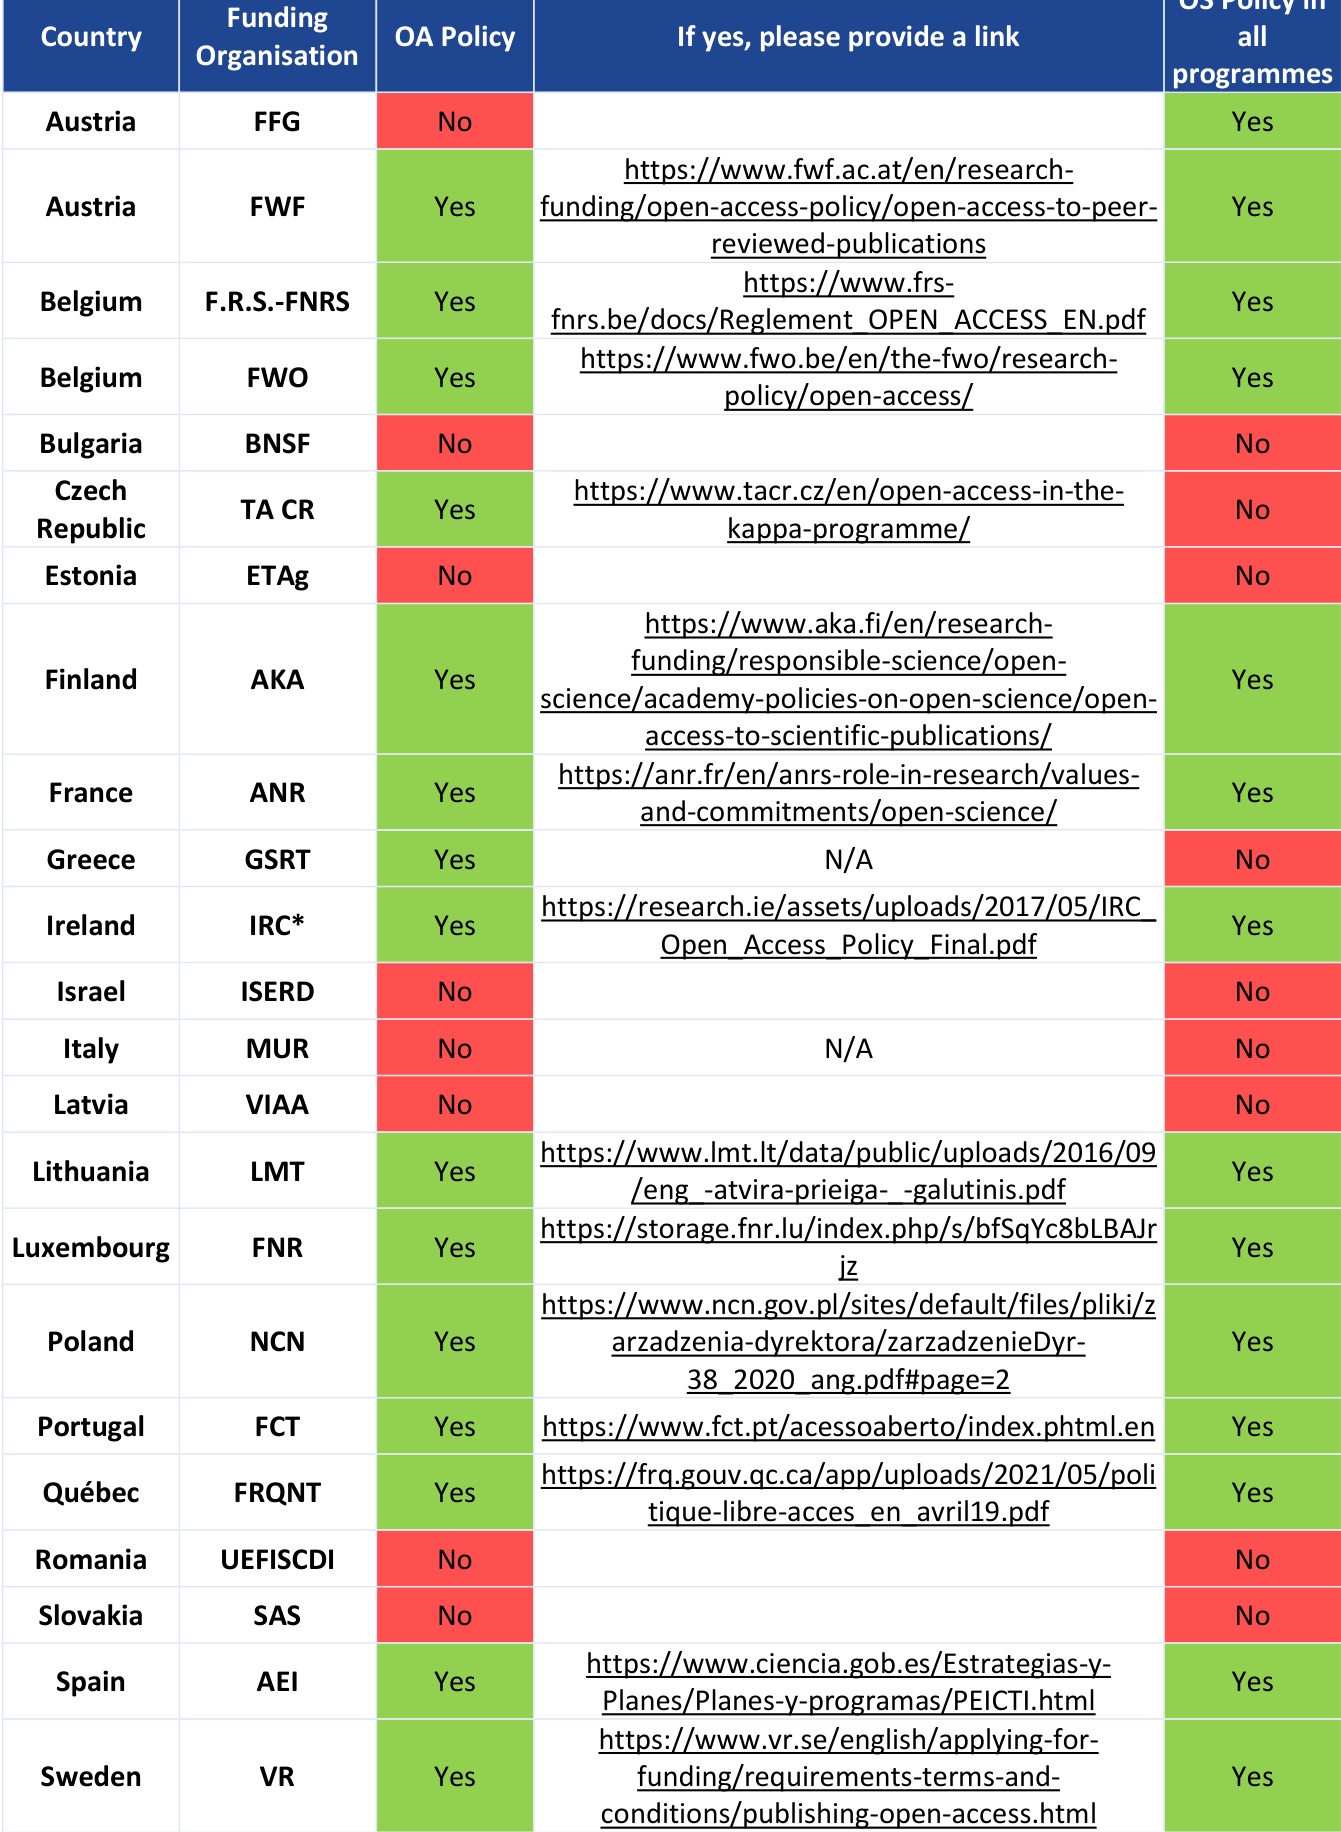 Country
Funding
Organisation
OA Policy
If yes, please provide a link
OS Policy in
all
programmes
Austria
FFG
No
Yes
Austria
FWF
Yes
https://www.fwf.ac.at/en/research-
funding/open-access-policy/open-access-to-peer-
reviewed-publications
Yes
Belgium
F.R.S.-FNRS
Yes
https://www.frs-
fnrs.be/docs/Reglement_OPEN_ACCESS_EN.pdf
Yes
Belgium
FWO
Yes
https://www.fwo.be/en/the-fwo/research-
policy/open-access/
Yes
Bulgaria
BNSF
No
No
Czech
Republic
TA CR
Yes
https://www.tacr.cz/en/open-access-in-the-
kappa-programme/
No
Estonia
ETAg
No
No
Finland
AKA
Yes
https://www.aka.fi/en/research-
funding/responsible-science/open-
science/academy-policies-on-open-science/open-
access-to-scientific-publications/
Yes
France
ANR
Yes
https://anr.fr/en/anrs-role-in-research/values-
and-commitments/open-science/
Yes
Greece
GSRT
Yes
N/A
No
Ireland
IRC*
Yes
https://research.ie/assets/uploads/2017/05/IRC_
Open_Access_Policy_Final.pdf
Yes
Israel
ISERD
No
No
Italy
MUR
No
N/A
No
Latvia
VIAA
No
No
Lithuania
LMT
Yes
https://www.lmt.lt/data/public/uploads/2016/09
/eng_-atvira-prieiga-_-galutinis.pdf
Yes
Luxembourg
FNR
Yes
https://storage.fnr.lu/index.php/s/bfSqYc8bLBAJr
jz
Yes
Poland
NCN
Yes
https://www.ncn.gov.pl/sites/default/files/pliki/z
arzadzenia-dyrektora/zarzadzenieDyr-
38_2020_ang.pdf#page=2
Yes
Portugal
FCT
Yes
https://www.fct.pt/acessoaberto/index.phtml.en
Yes
Québec
FRQNT
Yes
https://frq.gouv.qc.ca/app/uploads/2021/05/poli
tique-libre-acces_en_avril19.pdf
Yes
Romania
UEFISCDI
No
No
Slovakia
SAS
No
No
Spain
AEI
Yes
https://www.ciencia.gob.es/Estrategias-y-
Planes/Planes-y-programas/PEICTI.html
Yes
Sweden
VR
Yes
https://www.vr.se/english/applying-for-
funding/requirements-terms-and-
conditions/publishing-open-access.html
Yes